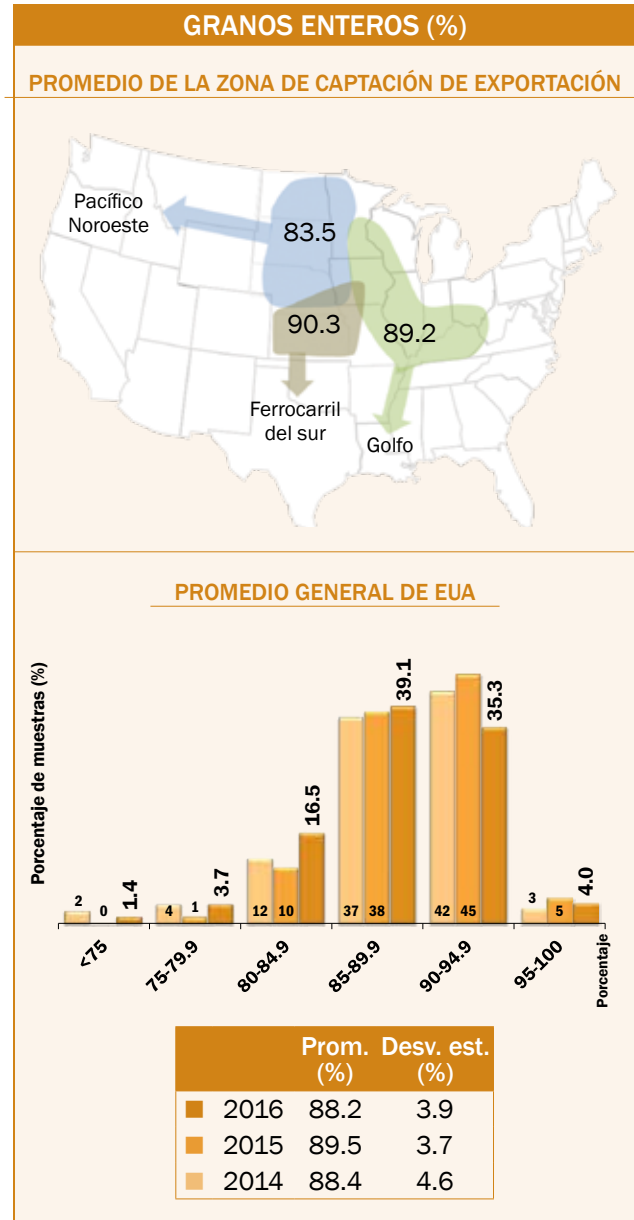 GRANOS ENTEROS (%)
PROMEDIO DE LA ZONA DE CAPTACIÓN DE EXPORTACIÓN
Pacífico
Noroeste
83.5
90.3
89.2
Ferrocarril
del sur
Golfo
PROMEDIO GENERAL DE EUA
Porcentaje de muestras (%)
2 0 1.4
4 1 3.7
12 10 16.5
37 38 39.1
42 45 35.3
3 5 4.0
<75 75-79.9 80-84.9 85-89.9 90-94.9 95-100
Porcentaje
Prom. Desv. est.
(%) (%)
2016 88.2 3.9
2015 89.5 3.7
2014 88.4 4.6